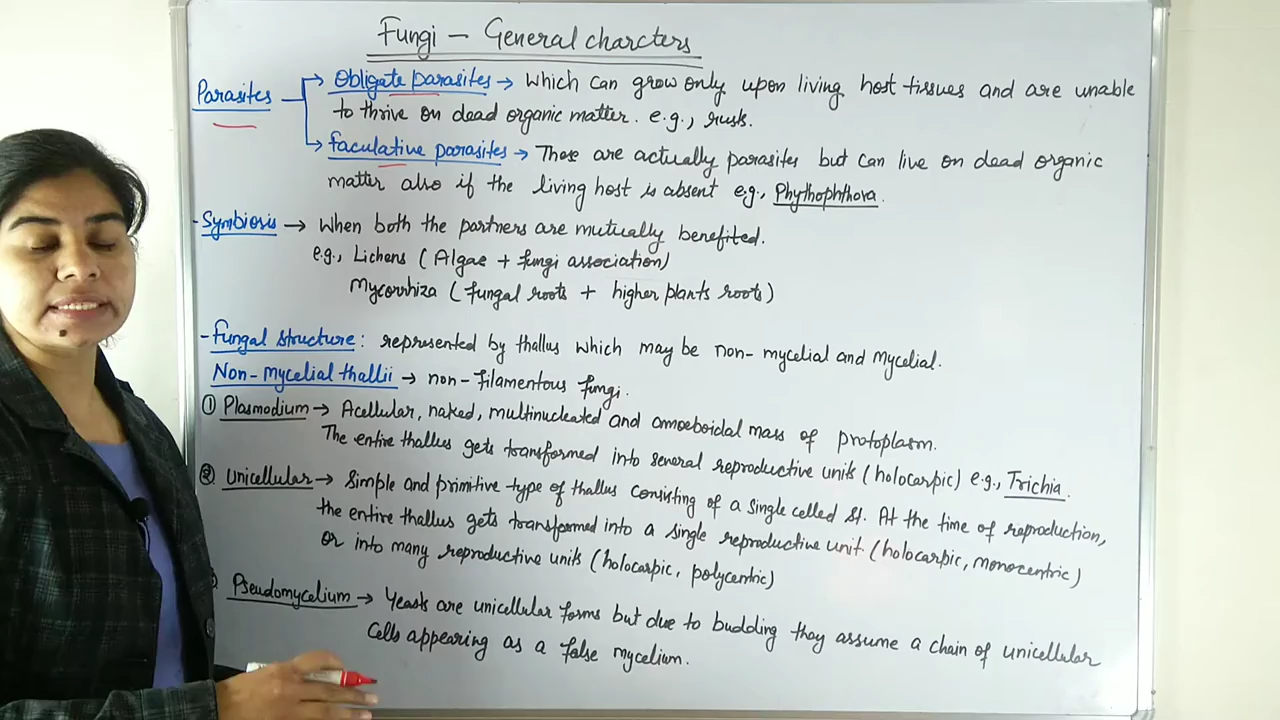 Fungi - General charcters
Parasites → Obligate parasites → which can grow only upon living host tissues and are unable
to thrive on dead organic matter. e.g., rusts.
→ faculative parasites → These are actually parasites but can live on dead organic
matter also if the living host is absent e.g., Phythophthora.
- Symbiosis → When both the partners are mutually benefited.
e.g., Lichens (Algae + fungi association)
Mycorrhiza (fungal roots + higher plants roots)
- Fungal structure: represented by thallus which may be non-mycelial and Mycelial.
Non-mycelial thallii → non-filamentous fungi.
① Plasmodium → Acellular, naked, multinucleated and amoeboidal mass of protoplasm.
The entire thallus gets transformed into several reproductive units (holocarpic) e.g., Trichia.
② Unicellular → Simple and primitive type of thallus consisting of a single celled st. At the time of reproduction,
the entire thallus gets transformed into a single reproductive unit (holocarpic, monocentric)
or into many reproductive units (holocarpic, polycentric)
Pseudomycelium → Yeasts are unicellular forms but due to budding they assume a chain of unicellular
cells appearing as a false mycelium.